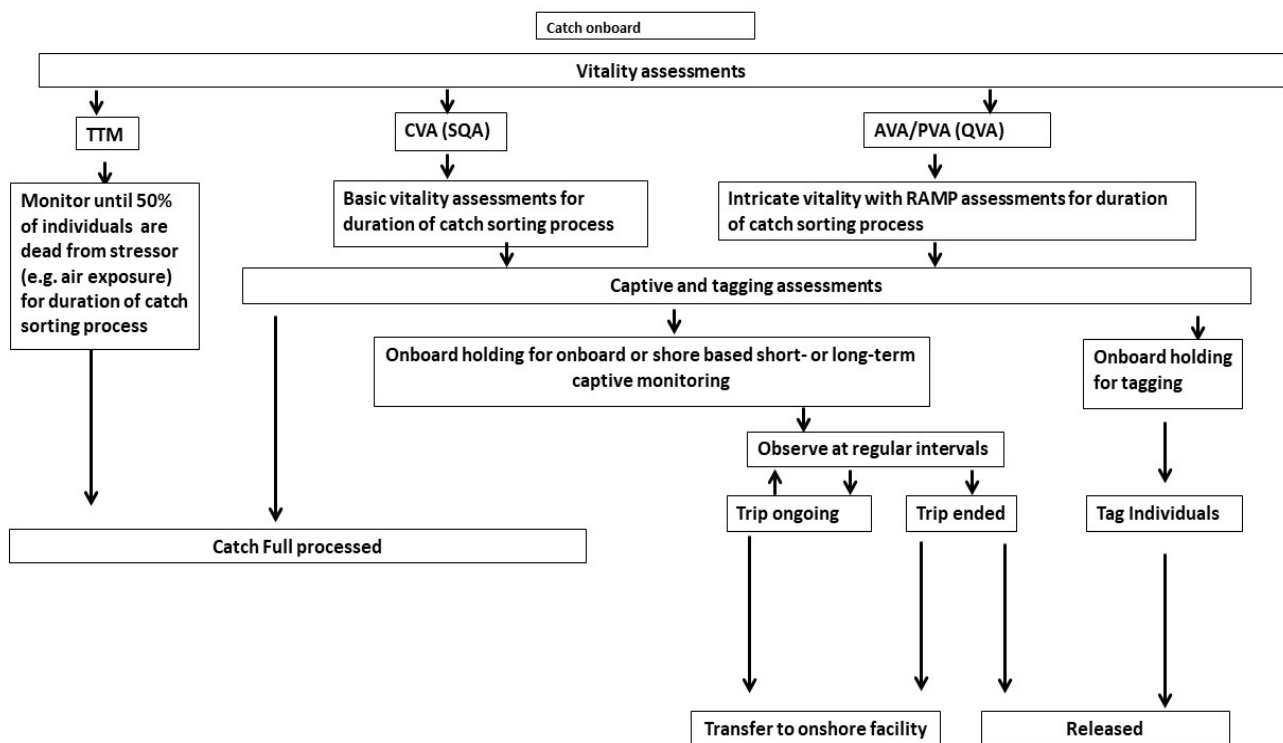 Catch onboard
Vitality assessments
TTM
CVA (SQA)
AVA/PVA (QVA)
Monitor until 50%
of individuals are
dead from stressor
(e.g. air exposure)
for duration of catch
sorting process
Basic vitality assessments for
duration of catch sorting process
Intricate vitality with RAMP assessments for duration
of catch sorting process
Captive and tagging assessments
Onboard holding for onboard or shore based short- or long-term
captive monitoring
Onboard holding
for tagging
Observe at regular intervals
Trip ongoing
Trip ended
Tag Individuals
Catch Full processed
Transfer to onshore facility
Released